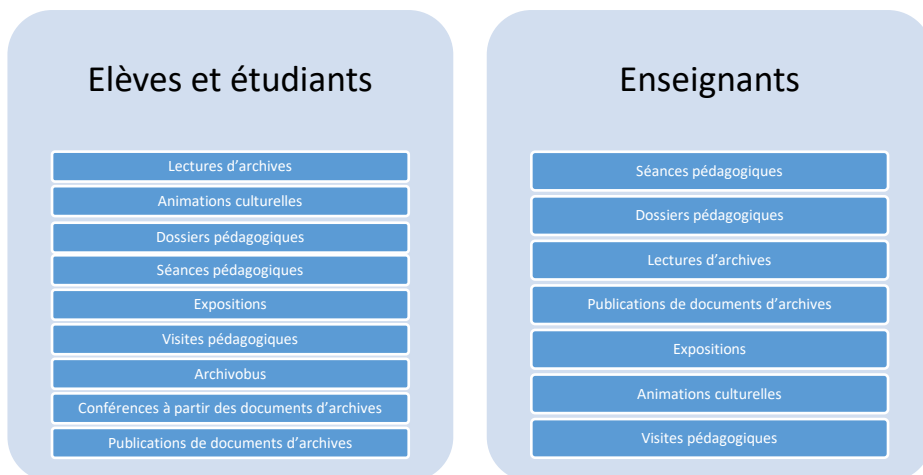 Elèves et étudiants
Lectures d’archives
Animations culturelles
Dossiers pédagogiques
Séances pédagogiques
Expositions
Visites pédagogiques
Archivobus
Conférences à partir des documents d’archives
Publications de documents d’archives
Enseignants
Séances pédagogiques
Dossiers pédagogiques
Lectures d’archives
Publications de documents d’archives
Expositions
Animations culturelles
Visites pédagogiques